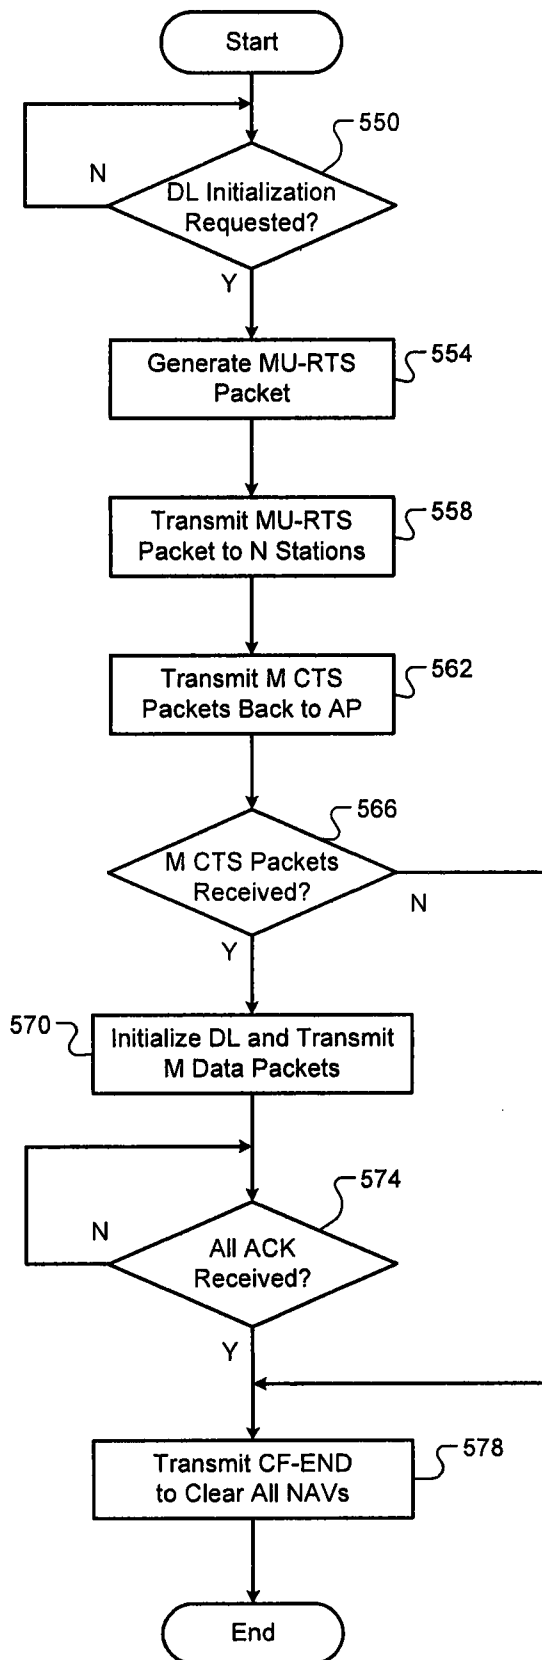 Start
550
N
DL Initialization
Requested?
Y
Generate MU-RTS
Packet
554
Transmit MU-RTS
Packet to N Stations
558
Transmit M CTS
Packets Back to AP
562
566
M CTS Packets
Received?
N
Y
570
Initialize DL and Transmit
M Data Packets
574
N
All ACK
Received?
Y
578
Transmit CF-END
to Clear All NAVs
End